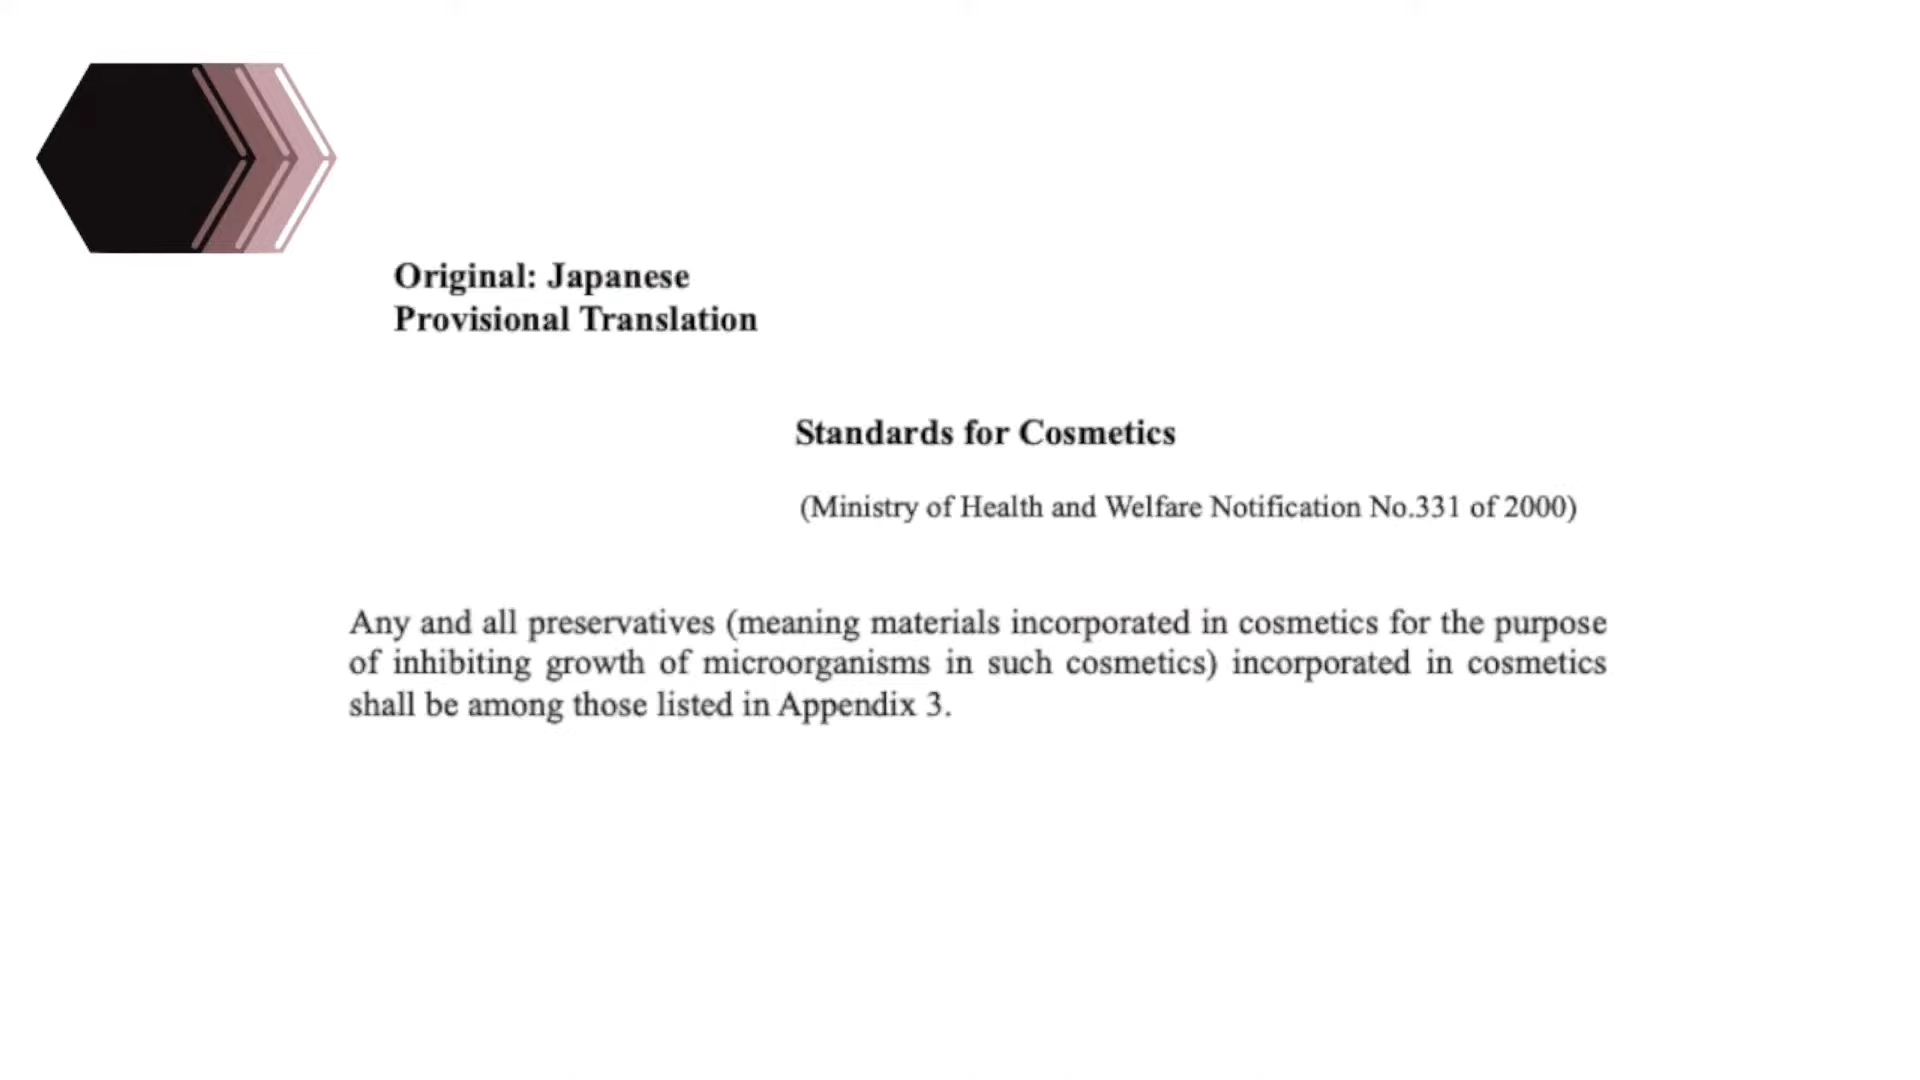 Original: Japanese
Provisional Translation
Standards for Cosmetics
(Ministry of Health and Welfare Notification No.331 of 2000)
Any and all preservatives (meaning materials incorporated in cosmetics for the purpose
of inhibiting growth of microorganisms in such cosmetics) incorporated in cosmetics
shall be among those listed in Appendix 3.